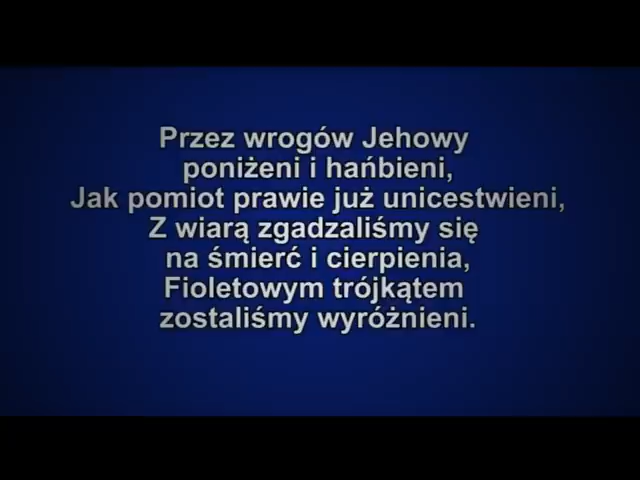 Przez wrogów Jehowy
poniżeni i hańbieni,
Jak pomiot prawie już unicestwieni,
Z wiarą zgadzaliśmy się
na śmierć i cierpienia,
Fioletowym trójkątem
zostaliśmy wyróżnieni.